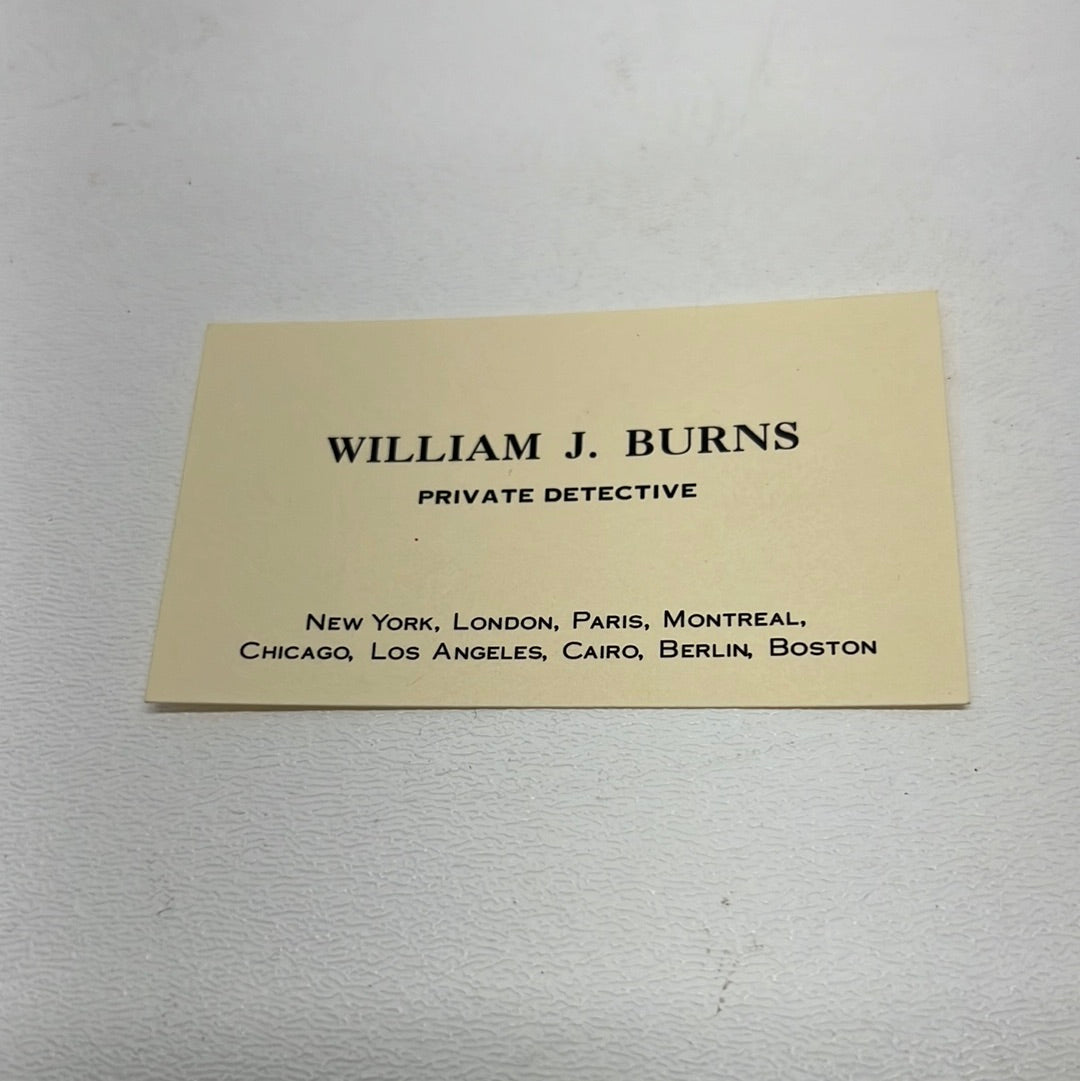 WILLIAM J. BURNS
PRIVATE DETECTIVE
NEW YORK, LONDON, PARIS, MONTREAL,
CHICAGO, LOS ANGELES, CAIRO, BERLIN, BOSTON